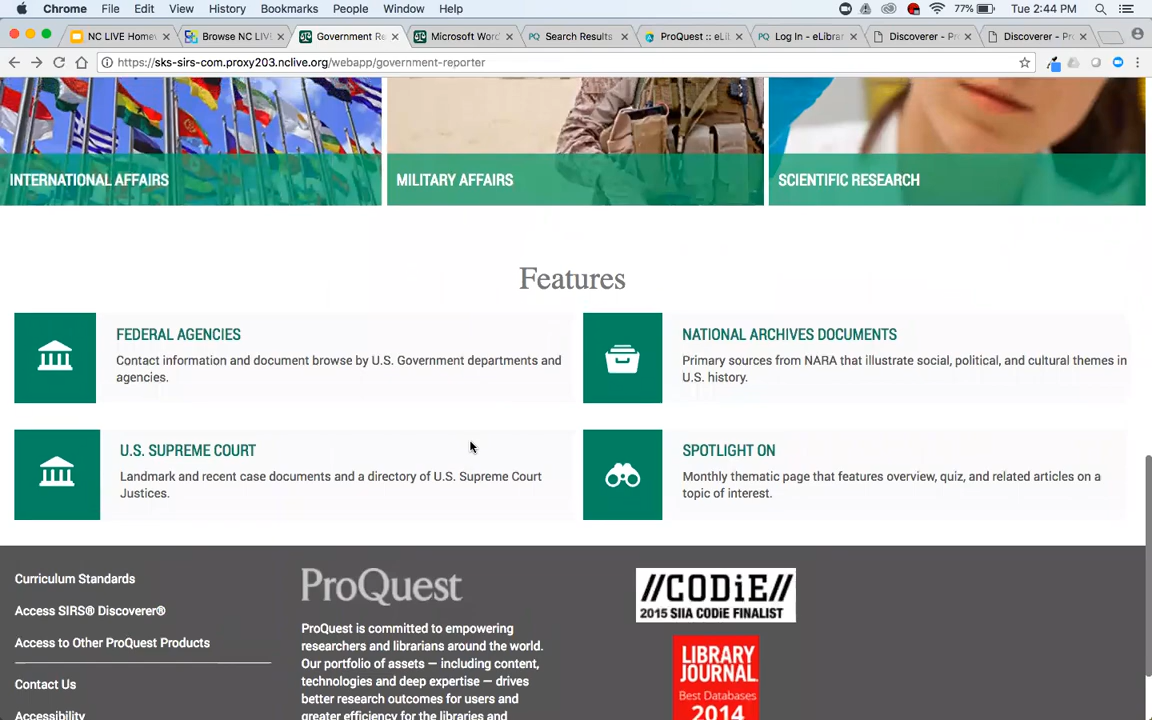 Chrome File Edit View History Bookmarks People Window Help 77% Tue 2:44 PM
NC LIVE Homew Browse NC LIVE Government Re Microsoft Word Search Results ProQuest :: eLib Log In - eLibrar Discoverer - Pr Discoverer - Pr
https://sks-sirs-com.proxy203.nclive.org/webapp/government-reporter
INTERNATIONAL AFFAIRS MILITARY AFFAIRS SCIENTIFIC RESEARCH
Features
FEDERAL AGENCIES
Contact information and document browse by U.S. Government departments and
agencies.
NATIONAL ARCHIVES DOCUMENTS
Primary sources from NARA that illustrate social, political, and cultural themes in
U.S. history.
U.S. SUPREME COURT
Landmark and recent case documents and a directory of U.S. Supreme Court
Justices.
SPOTLIGHT ON
Monthly thematic page that features overview, quiz, and related articles on a
topic of interest.
Curriculum Standards
Access SIRS® Discoverer®
Access to Other ProQuest Products
Contact Us
Accessibility
ProQuest
ProQuest is committed to empowering
researchers and librarians around the world.
Our portfolio of assets — including content,
technologies and deep expertise — drives
better research outcomes for users and
greater efficiency for the libraries and
//CODiE//
2015 SIIA CODiE FINALIST
LIBRARY
JOURNAL
Best Databases
2014